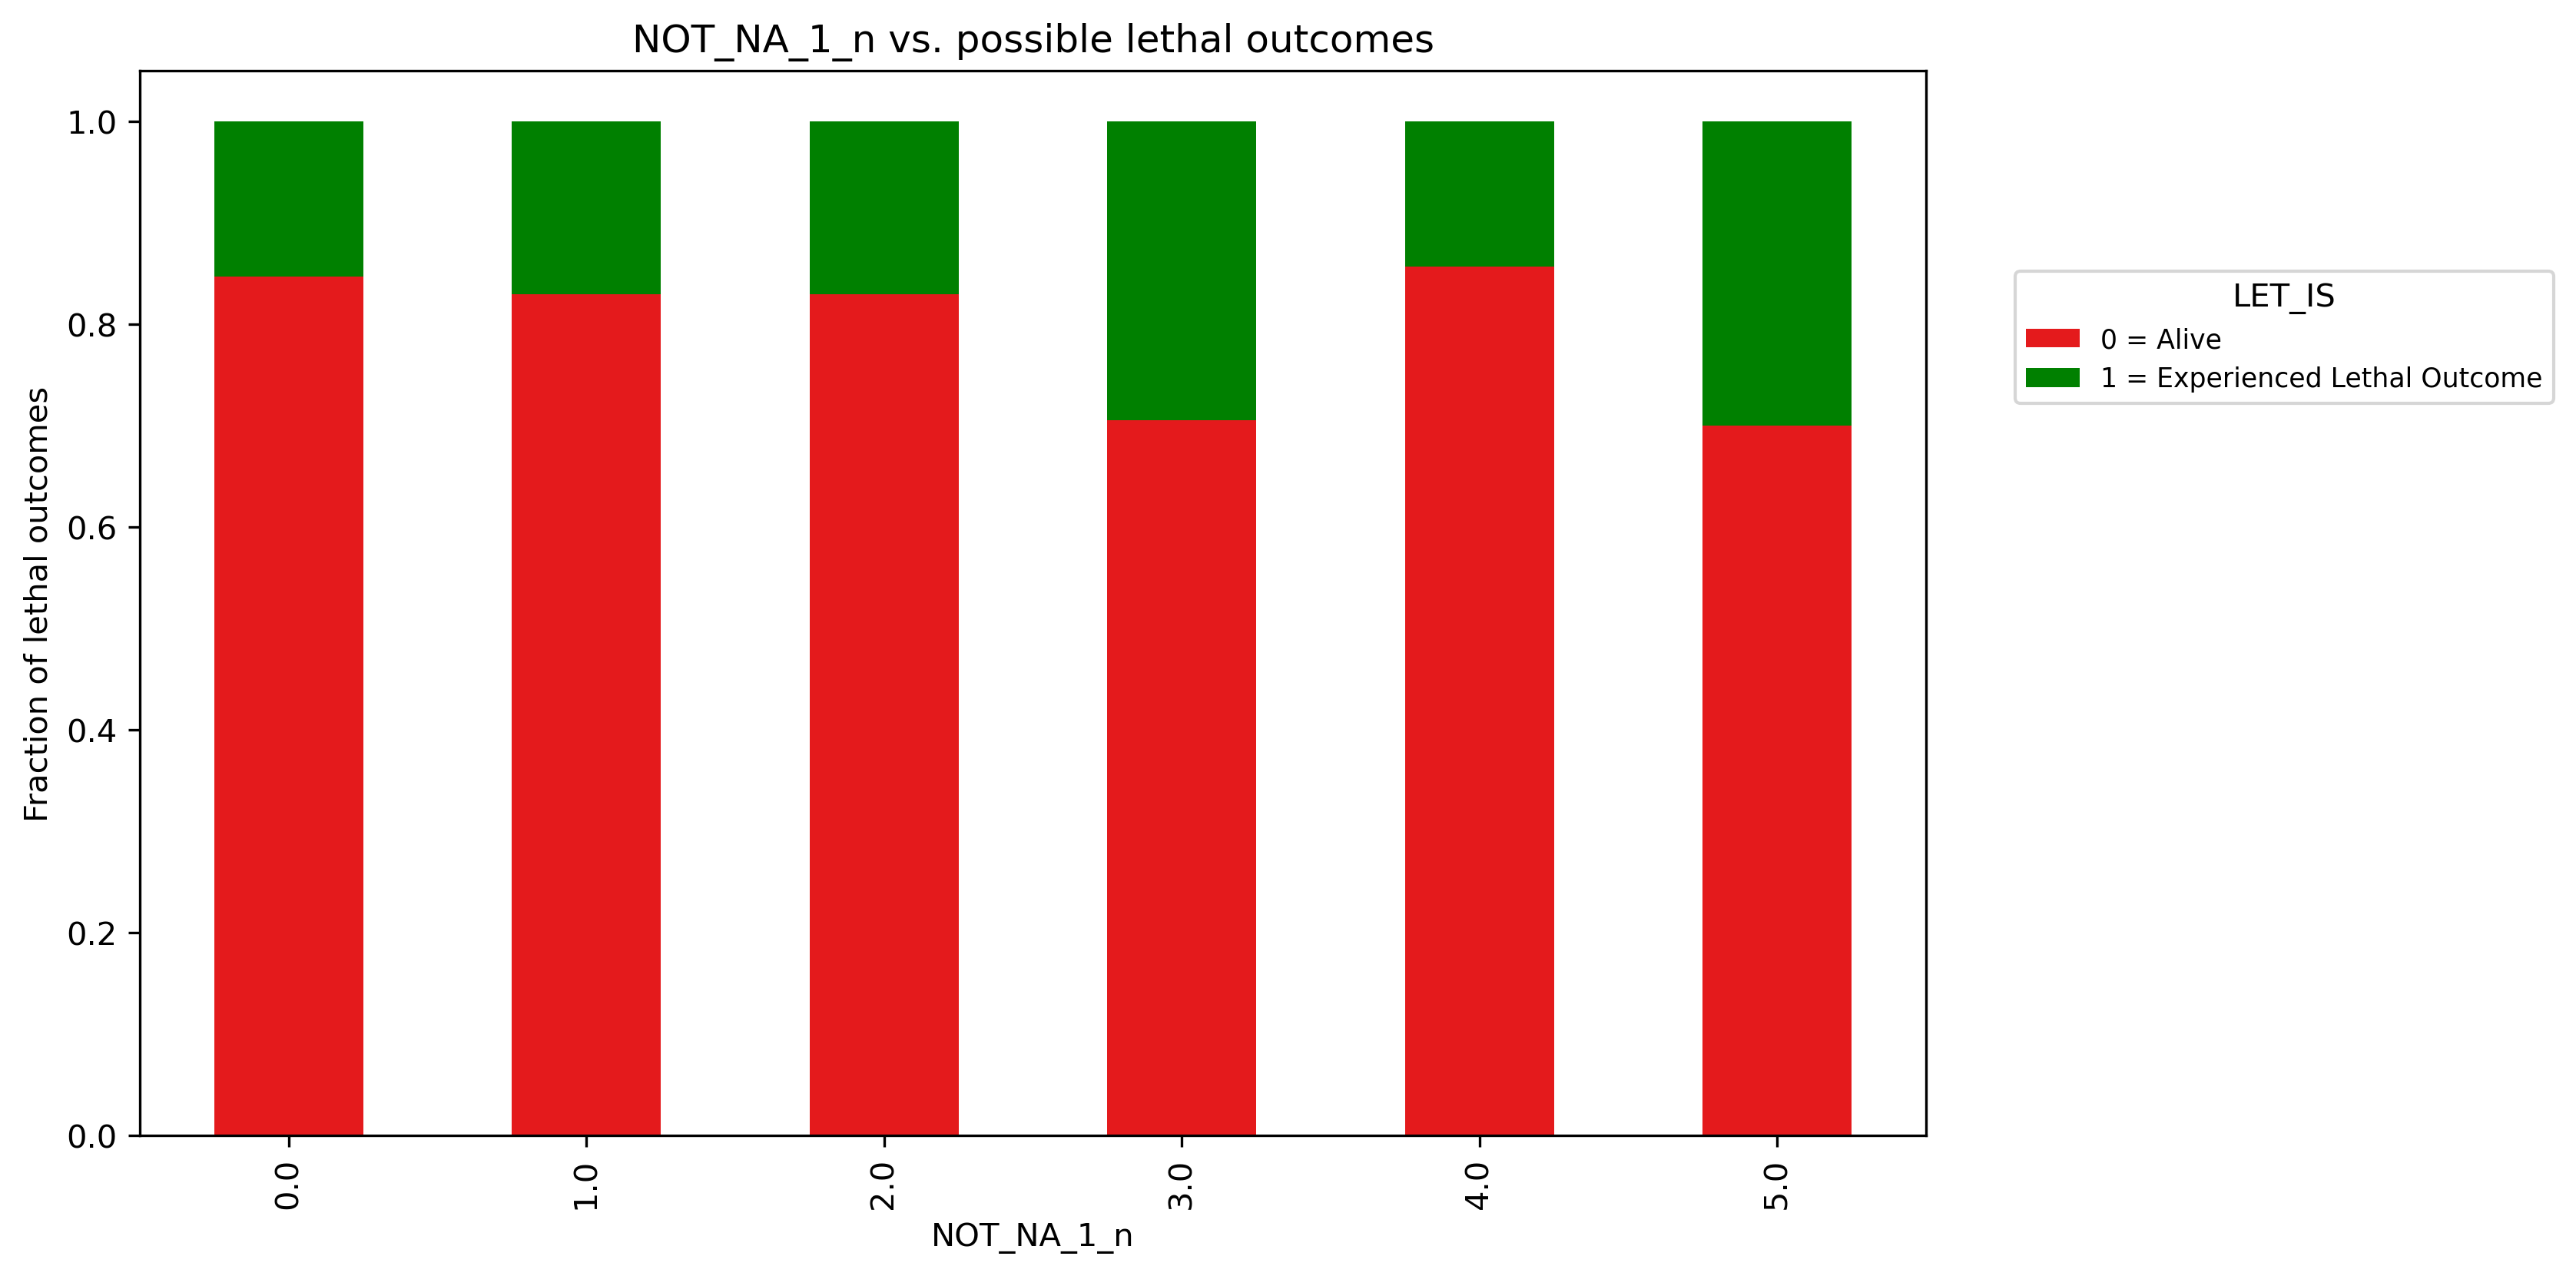 NOT_NA_1_n vs. possible lethal outcomes
Fraction of lethal outcomes
1.0
0.8
0.6
0.4
0.2
0.0
0.0
1.0
2.0
3.0
4.0
5.0
NOT_NA_1_n
LET_IS
0 = Alive
1 = Experienced Lethal Outcome